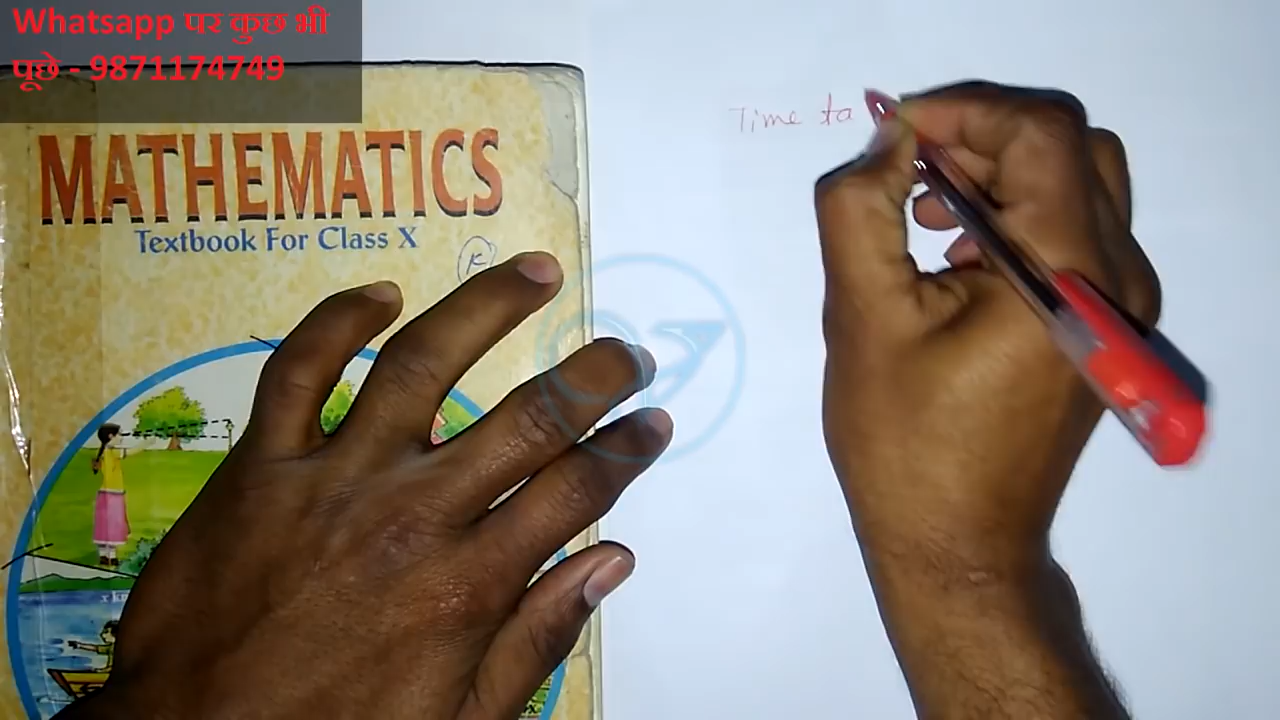 Whatsapp पर कुछ भी
पूछे - 9871174749
MATHEMATICS
Textbook For Class X
K
Time ta